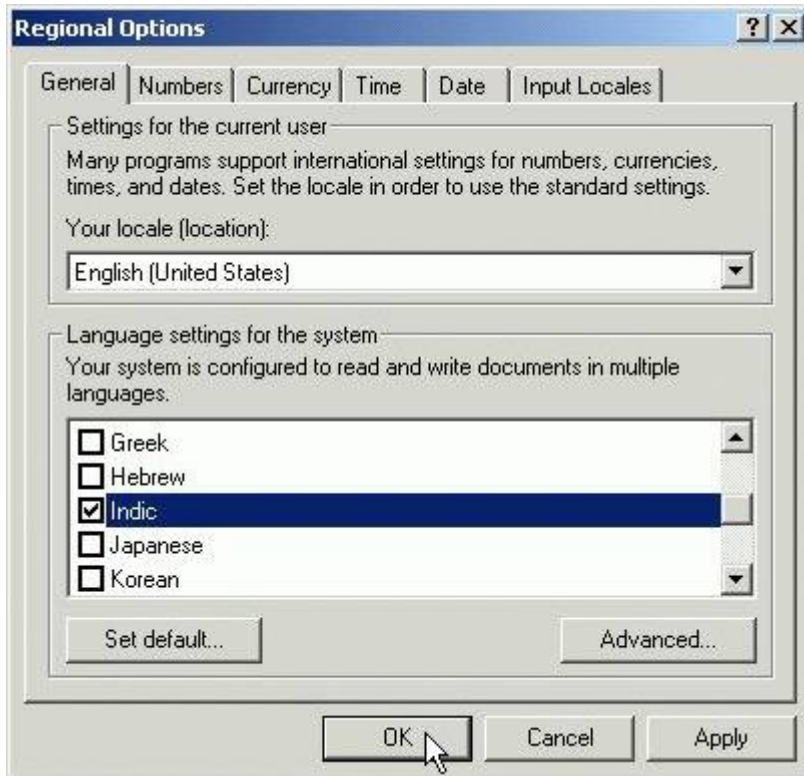 Regional Options
General Numbers Currency Time Date Input Locales
Settings for the current user
Many programs support international settings for numbers, currencies,
times, and dates. Set the locale in order to use the standard settings.
Your locale (location):
English (United States)
Language settings for the system
Your system is configured to read and write documents in multiple
languages.
Greek
Hebrew
Indic
Japanese
Korean
Set default... Advanced...
OK Cancel Apply